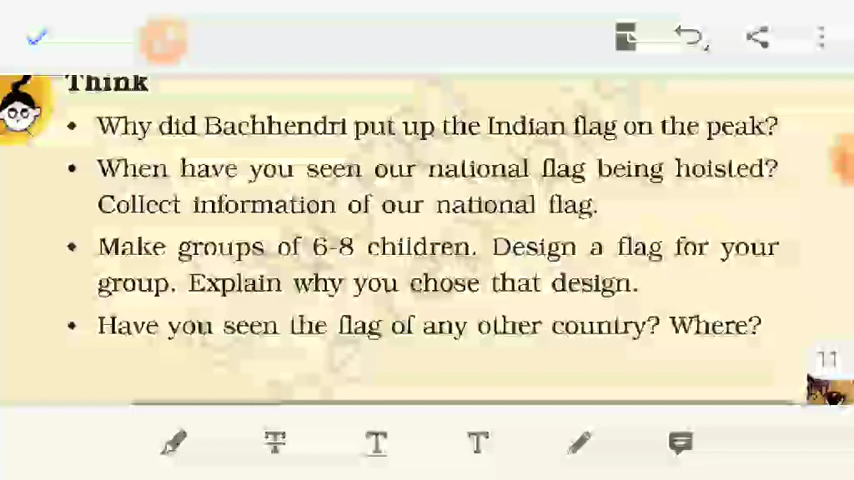 Think
• Why did Bachhendri put up the Indian flag on the peak?
• When have you seen our national flag being hoisted?
Collect information of our national flag.
• Make groups of 6-8 children. Design a flag for your
group. Explain why you chose that design.
• Have you seen the flag of any other country? Where?
11
T
T
T